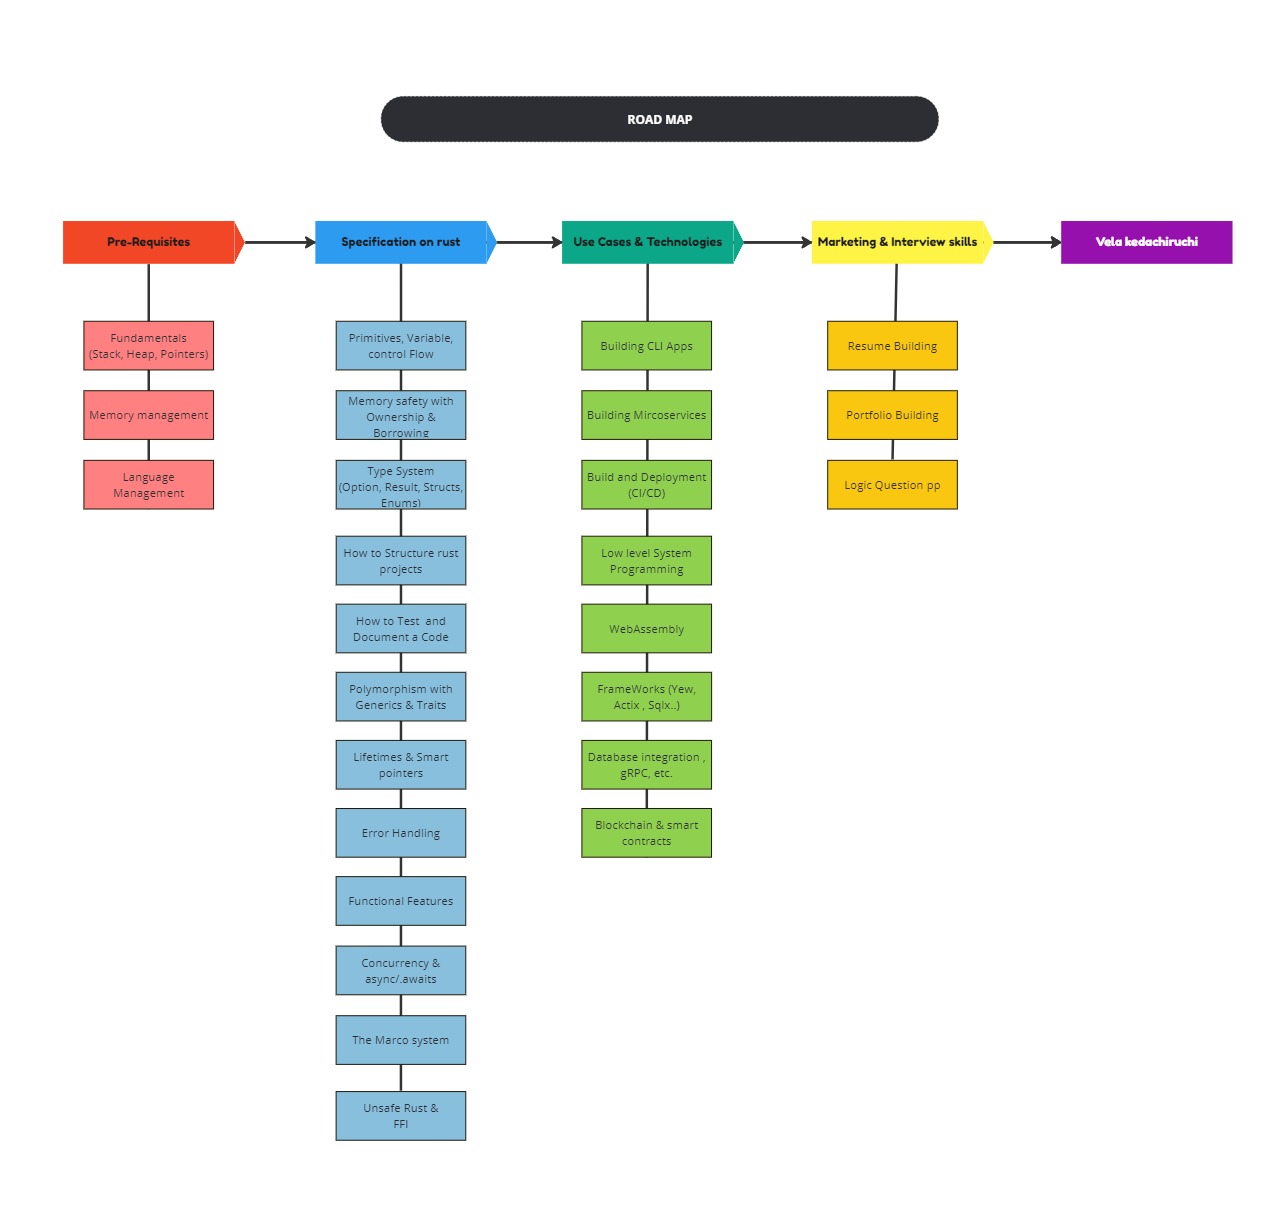 ROAD MAP
Pre-Requisites
Specification on rust
Use Cases & Technologies
Marketing & Interview skills
Vela kedachiruchi
Fundamentals
(Stack, Heap, Pointers)
Memory management
Language
Management
Primitives, Variable,
control Flow
Memory safety with
Ownership &
Borrowing
Type System
(Option, Result, Structs,
Enums)
How to Structure rust
projects
How to Test  and
Document a Code
Polymorphism with
Generics & Traits
Lifetimes & Smart
pointers
Error Handling
Functional Features
Concurrency &
async/.awaits
The Marco system
Unsafe Rust &
FFI
Building CLI Apps
Building Mircoservices
Build and Deployment
(CI/CD)
Low level System
Programming
WebAssembly
FrameWorks (Yew,
Actix , Sqlx..)
Database integration ,
gRPC, etc.
Blockchain & smart
contracts
Resume Building
Portfolio Building
Logic Question pp